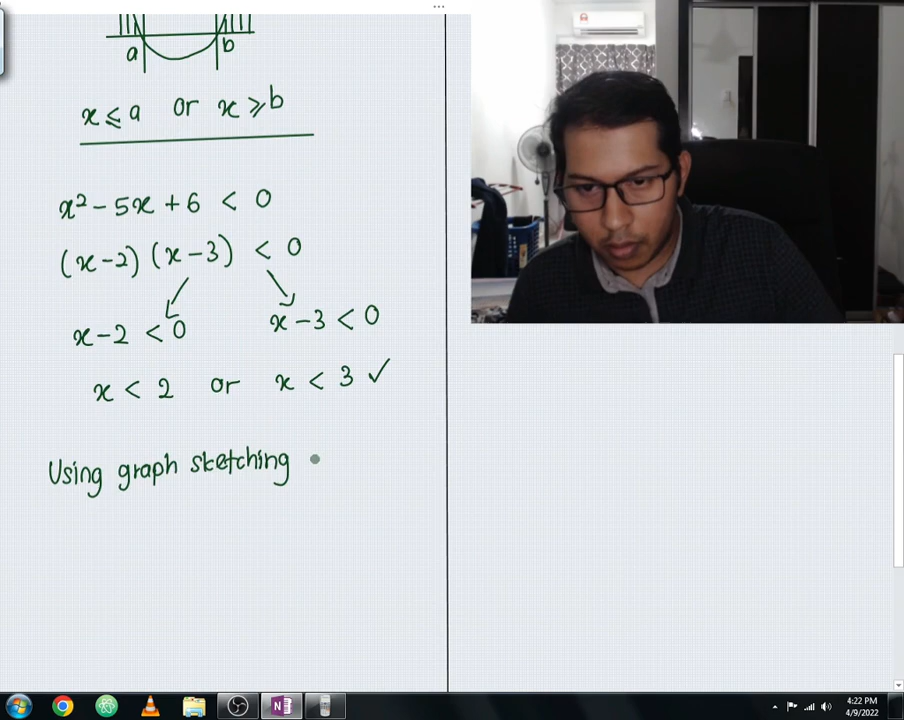 a b
x ≤ a or x ≥ b
x² - 5x + 6 < 0
(x-2) (x-3) < 0
x-2 < 0 x-3 < 0
x < 2 or x < 3 ✓
Using graph sketching
4:22 PM
4/9/2022